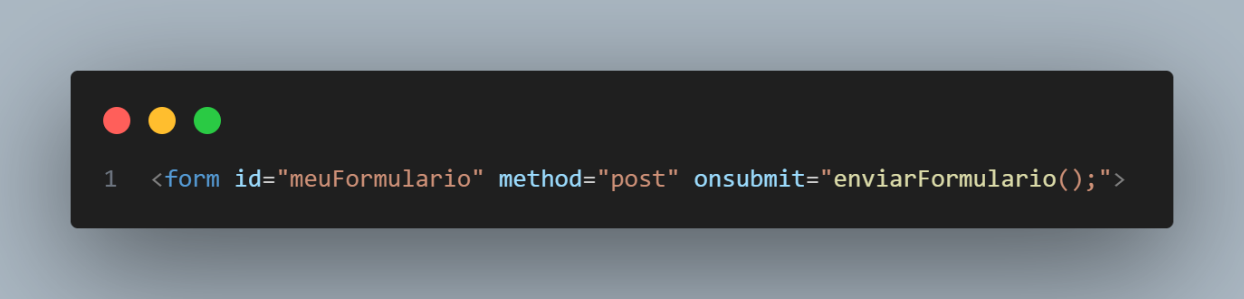 1 <form id="meuFormulario" method="post" onsubmit="enviarFormulario();">